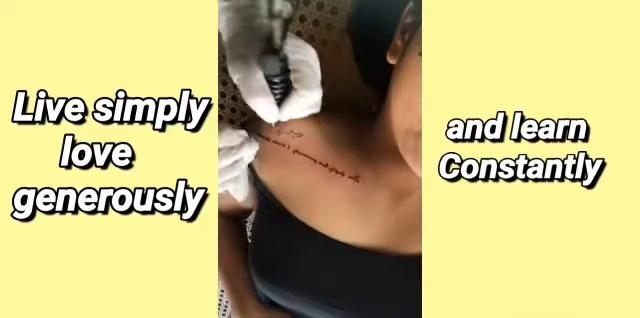 Live simply
love
generously
and learn
Constantly